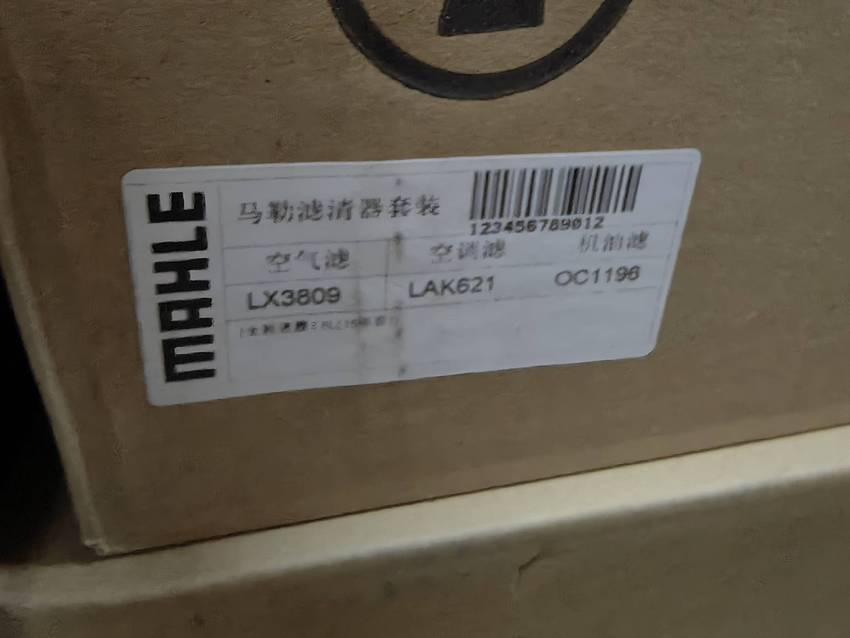 MAHLE
马勒滤清器套装
123456789012
空气滤 空调滤 机油滤
LX3809 LAK621 OC1196